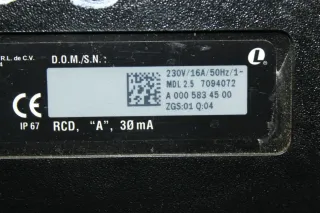 R.L. de C.V.
D.O.M./S.N.:
230V/16A/50Hz/1~
MDL 2.5 7094072
A 000 583 45 00
ZGS:01 Q:04
CE
IP 67
RCD, "A", 30mA
L